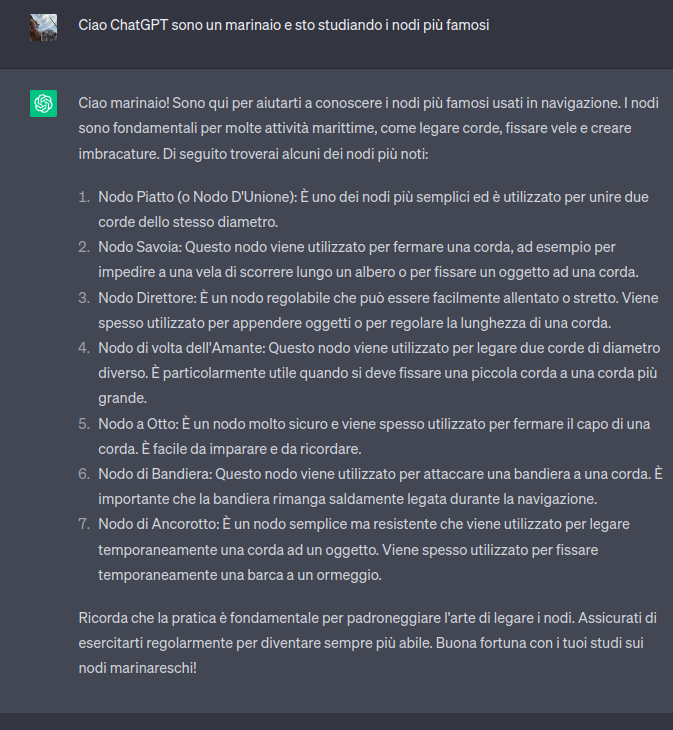 Ciao ChatGPT sono un marinaio e sto studiando i nodi più famosi
Ciao marinaio! Sono qui per aiutarti a conoscere i nodi più famosi usati in navigazione. I nodi
sono fondamentali per molte attività marittime, come legare corde, fissare vele e creare
imbracature. Di seguito troverai alcuni dei nodi più noti:
1. Nodo Piatto (o Nodo D'Unione): È uno dei nodi più semplici ed è utilizzato per unire due
corde dello stesso diametro.
2. Nodo Savoia: Questo nodo viene utilizzato per fermare una corda, ad esempio per
impedire a una vela di scorrere lungo un albero o per fissare un oggetto ad una corda.
3. Nodo Direttore: È un nodo regolabile che può essere facilmente allentato o stretto. Viene
spesso utilizzato per appendere oggetti o per regolare la lunghezza di una corda.
4. Nodo di volta dell'Amante: Questo nodo viene utilizzato per legare due corde di diametro
diverso. È particolarmente utile quando si deve fissare una piccola corda a una corda più
grande.
5. Nodo a Otto: È un nodo molto sicuro e viene spesso utilizzato per fermare il capo di una
corda. È facile da imparare e da ricordare.
6. Nodo di Bandiera: Questo nodo viene utilizzato per attaccare una bandiera a una corda. È
importante che la bandiera rimanga saldamente legata durante la navigazione.
7. Nodo di Ancorotto: È un nodo semplice ma resistente che viene utilizzato per legare
temporaneamente una corda ad un oggetto. Viene spesso utilizzato per fissare
temporaneamente una barca a un ormeggio.
Ricorda che la pratica è fondamentale per padroneggiare l'arte di legare i nodi. Assicurati di
esercitarti regolarmente per diventare sempre più abile. Buona fortuna con i tuoi studi sui
nodi marinareschi!